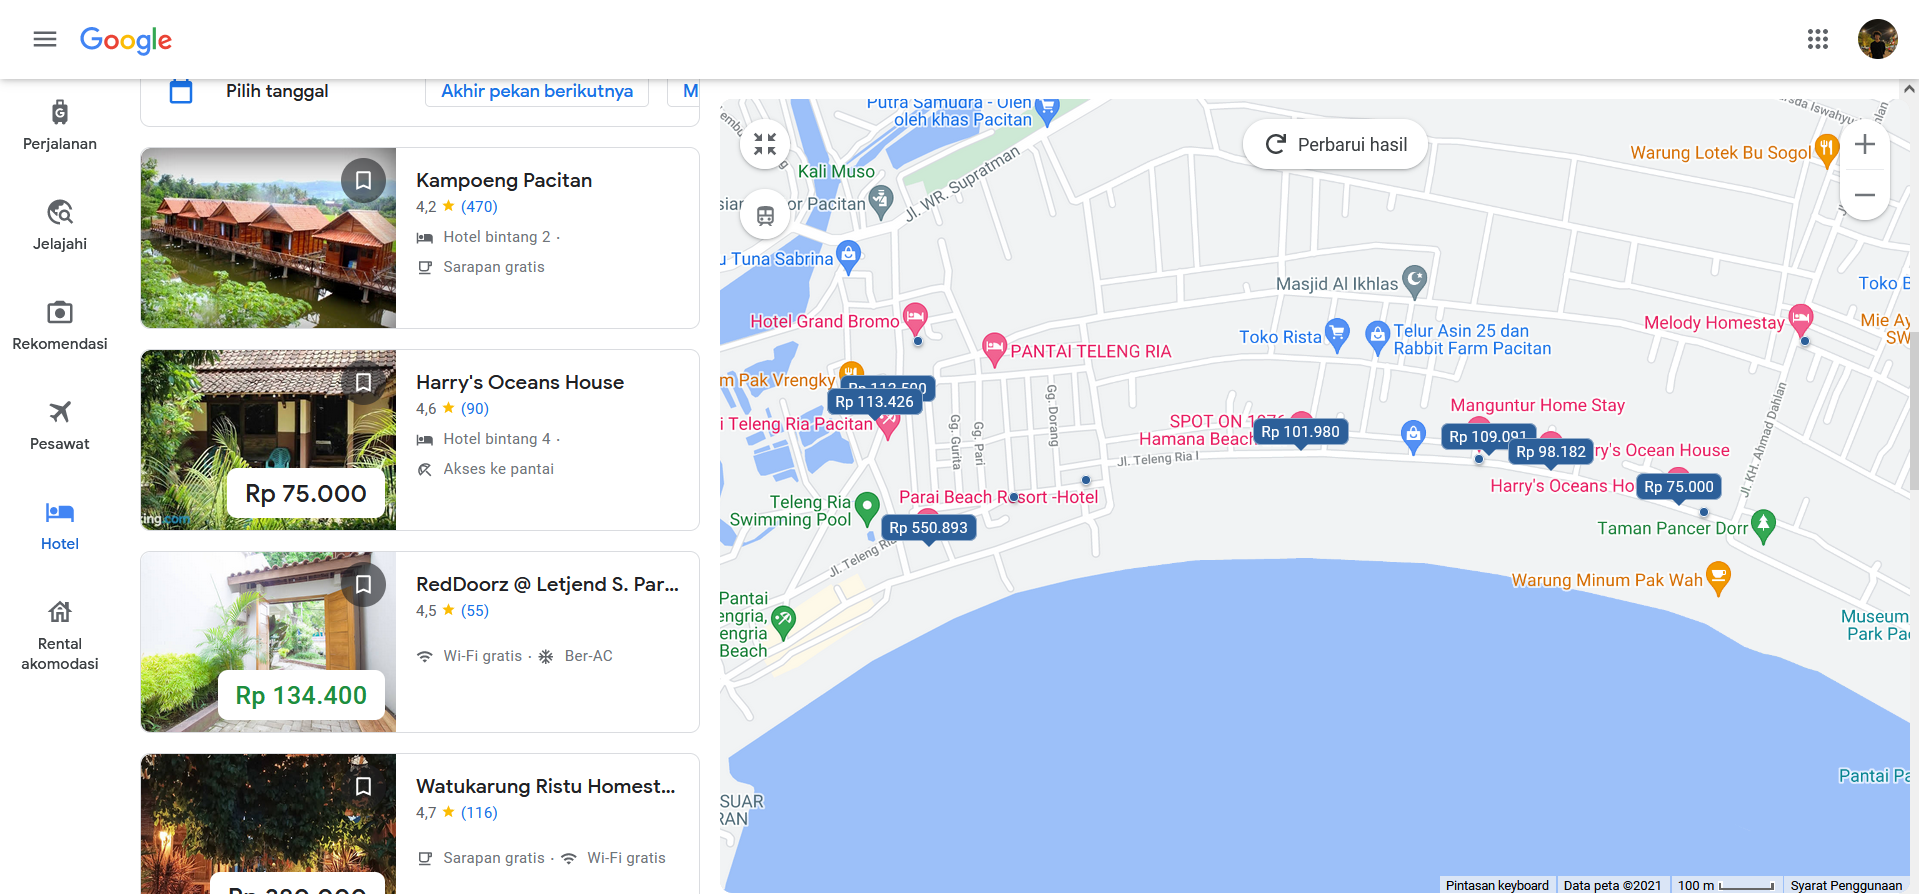 Google
Perjalanan
Jelajahi
Rekomendasi
Pesawat
Hotel
Rental
akomodasi
Pilih tanggal
Akhir pekan berikutnya
M
Kampoeng Pacitan
4,2 ★ (470)
Hotel bintang 2 ·
Sarapan gratis
Harry's Oceans House
4,6 ★ (90)
Hotel bintang 4 ·
Akses ke pantai
Rp 75.000
RedDoorz @ Letjend S. Par...
4,5 ★ (55)
Wi-Fi gratis · Ber-AC
Rp 134.400
Watukarung Ristu Homest...
4,7 ★ (116)
Sarapan gratis · Wi-Fi gratis
Putra Samudra - Oleh
oleh khas Pacitan
Perbarui hasil
Warung Lotek Bu Sogol
Kali Muso
or Pacitan
Jl. WR. Supratman
u Tuna Sabrina
Masjid Al Ikhlas
Toko B
Hotel Grand Bromo
PANTAI TELENG RIA
Toko Rista
Telur Asin 25 dan
Rabbit Farm Pacitan
Melody Homestay
Mie Ay
SW
m Pak Vrengky
Rp 113.426
i Teleng Ria Pacitan
Gg. Gurita
Gg. Pari
Gg. Dorang
SPOT ON
Hamana Beach
Rp 101.980
Jl. Teleng Ria I
Manguntur Home Stay
Rp 109.091
Rp 98.182
ry's Ocean House
Harry's Oceans Ho
Rp 75.000
Jl. KH. Ahmad Dahlan
Teleng Ria
Swimming Pool
Parai Beach Resort -Hotel
Rp 550.893
Jl. Teleng Ria
Taman Pancer Dorr
Warung Minum Pak Wah
Pantai
engria,
engria
Beach
Museum
Park Pac
Pantai Pa
SUAR
RAN
Pintasan keyboard
Data peta ©2021
100 m
Syarat Penggunaan